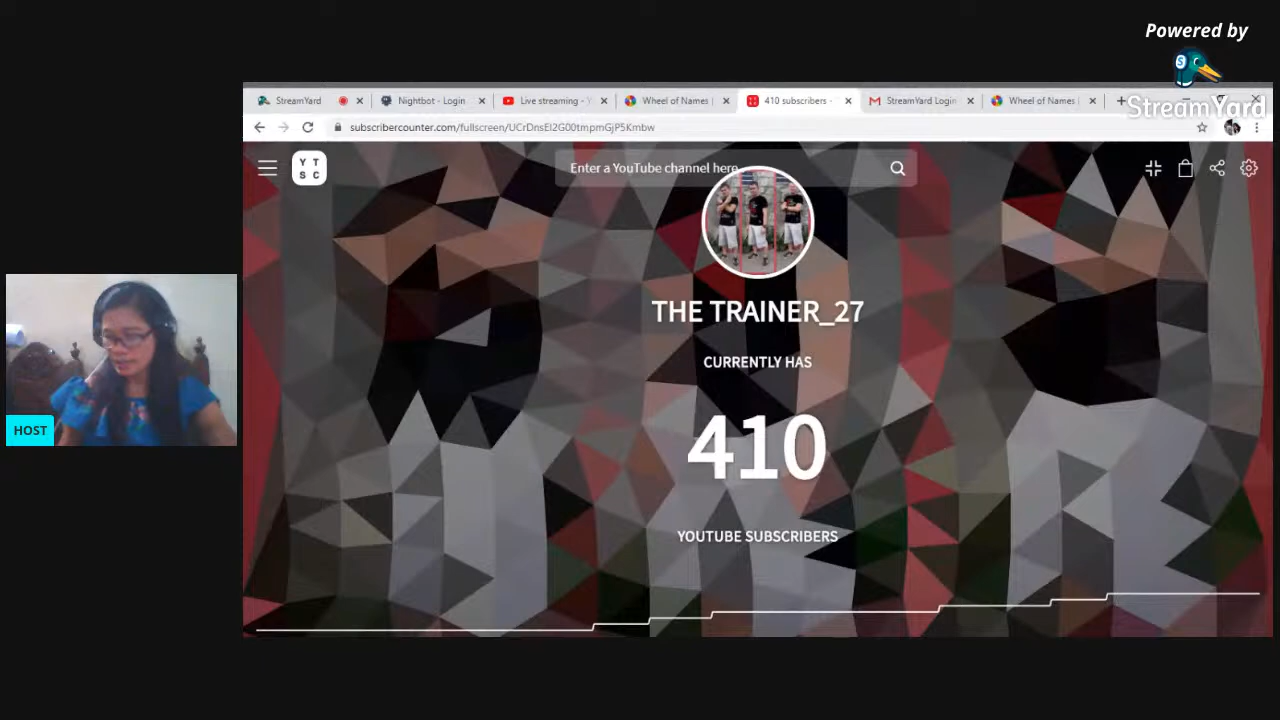 Powered by
StreamYard
StreamYard
Nightbot - Login
Live streaming - Y
Wheel of Names |
410 subscribers -
StreamYard Login
Wheel of Names |
subscribercounter.com/fullscreen/UCrDnsEl2G00tmpmGjP5Kmbw
Y T
S C
Enter a YouTube channel here
THE TRAINER_27
CURRENTLY HAS
410
HOST
YOUTUBE SUBSCRIBERS